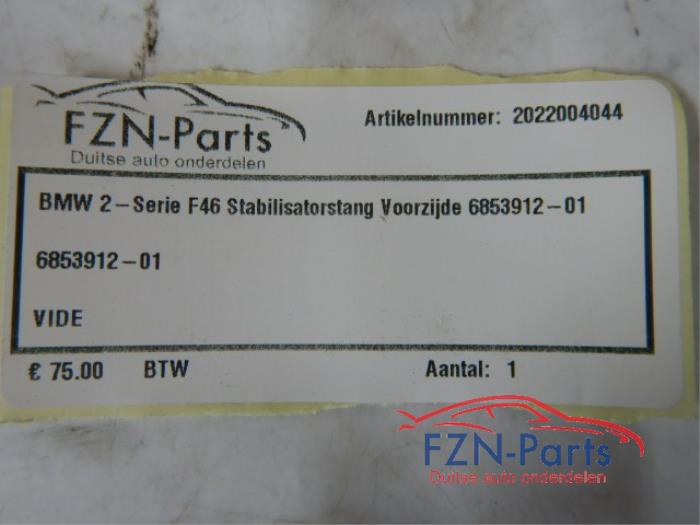 FZN-Parts
Duitse auto onderdelen
Artikelnummer: 2022004044
BMW 2-Serie F46 Stabilisatorstang Voorzijde 6853912-01
6853912-01
VIDE
€ 75.00 BTW Aantal: 1
FZN-Parts
Duitse auto onderdelen